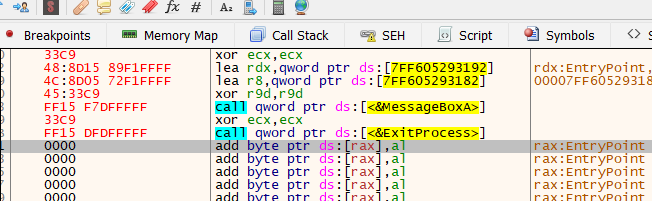 # A₂
Breakpoints Memory Map Call Stack SEH Script Symbols
33C9 xor ecx,ecx
48:8D15 89F1FFFF lea rdx,qword ptr ds:[7FF605293192] rdx:EntryPoint,
4C:8D05 72F1FFFF lea r8,qword ptr ds:[7FF605293182] 00007FF60529318
45:33C9 xor r9d,r9d
FF15 F7DFFFFF call qword ptr ds:[<&MessageBoxA>]
33C9 xor ecx,ecx
FF15 DFDFFFFF call qword ptr ds:[<&ExitProcess>]
0000 add byte ptr ds:[rax],al rax:EntryPoint
0000 add byte ptr ds:[rax],al rax:EntryPoint
0000 add byte ptr ds:[rax],al rax:EntryPoint
0000 add byte ptr ds:[rax],al rax:EntryPoint
0000 add byte ptr ds:[rax],al rax:EntryPoint